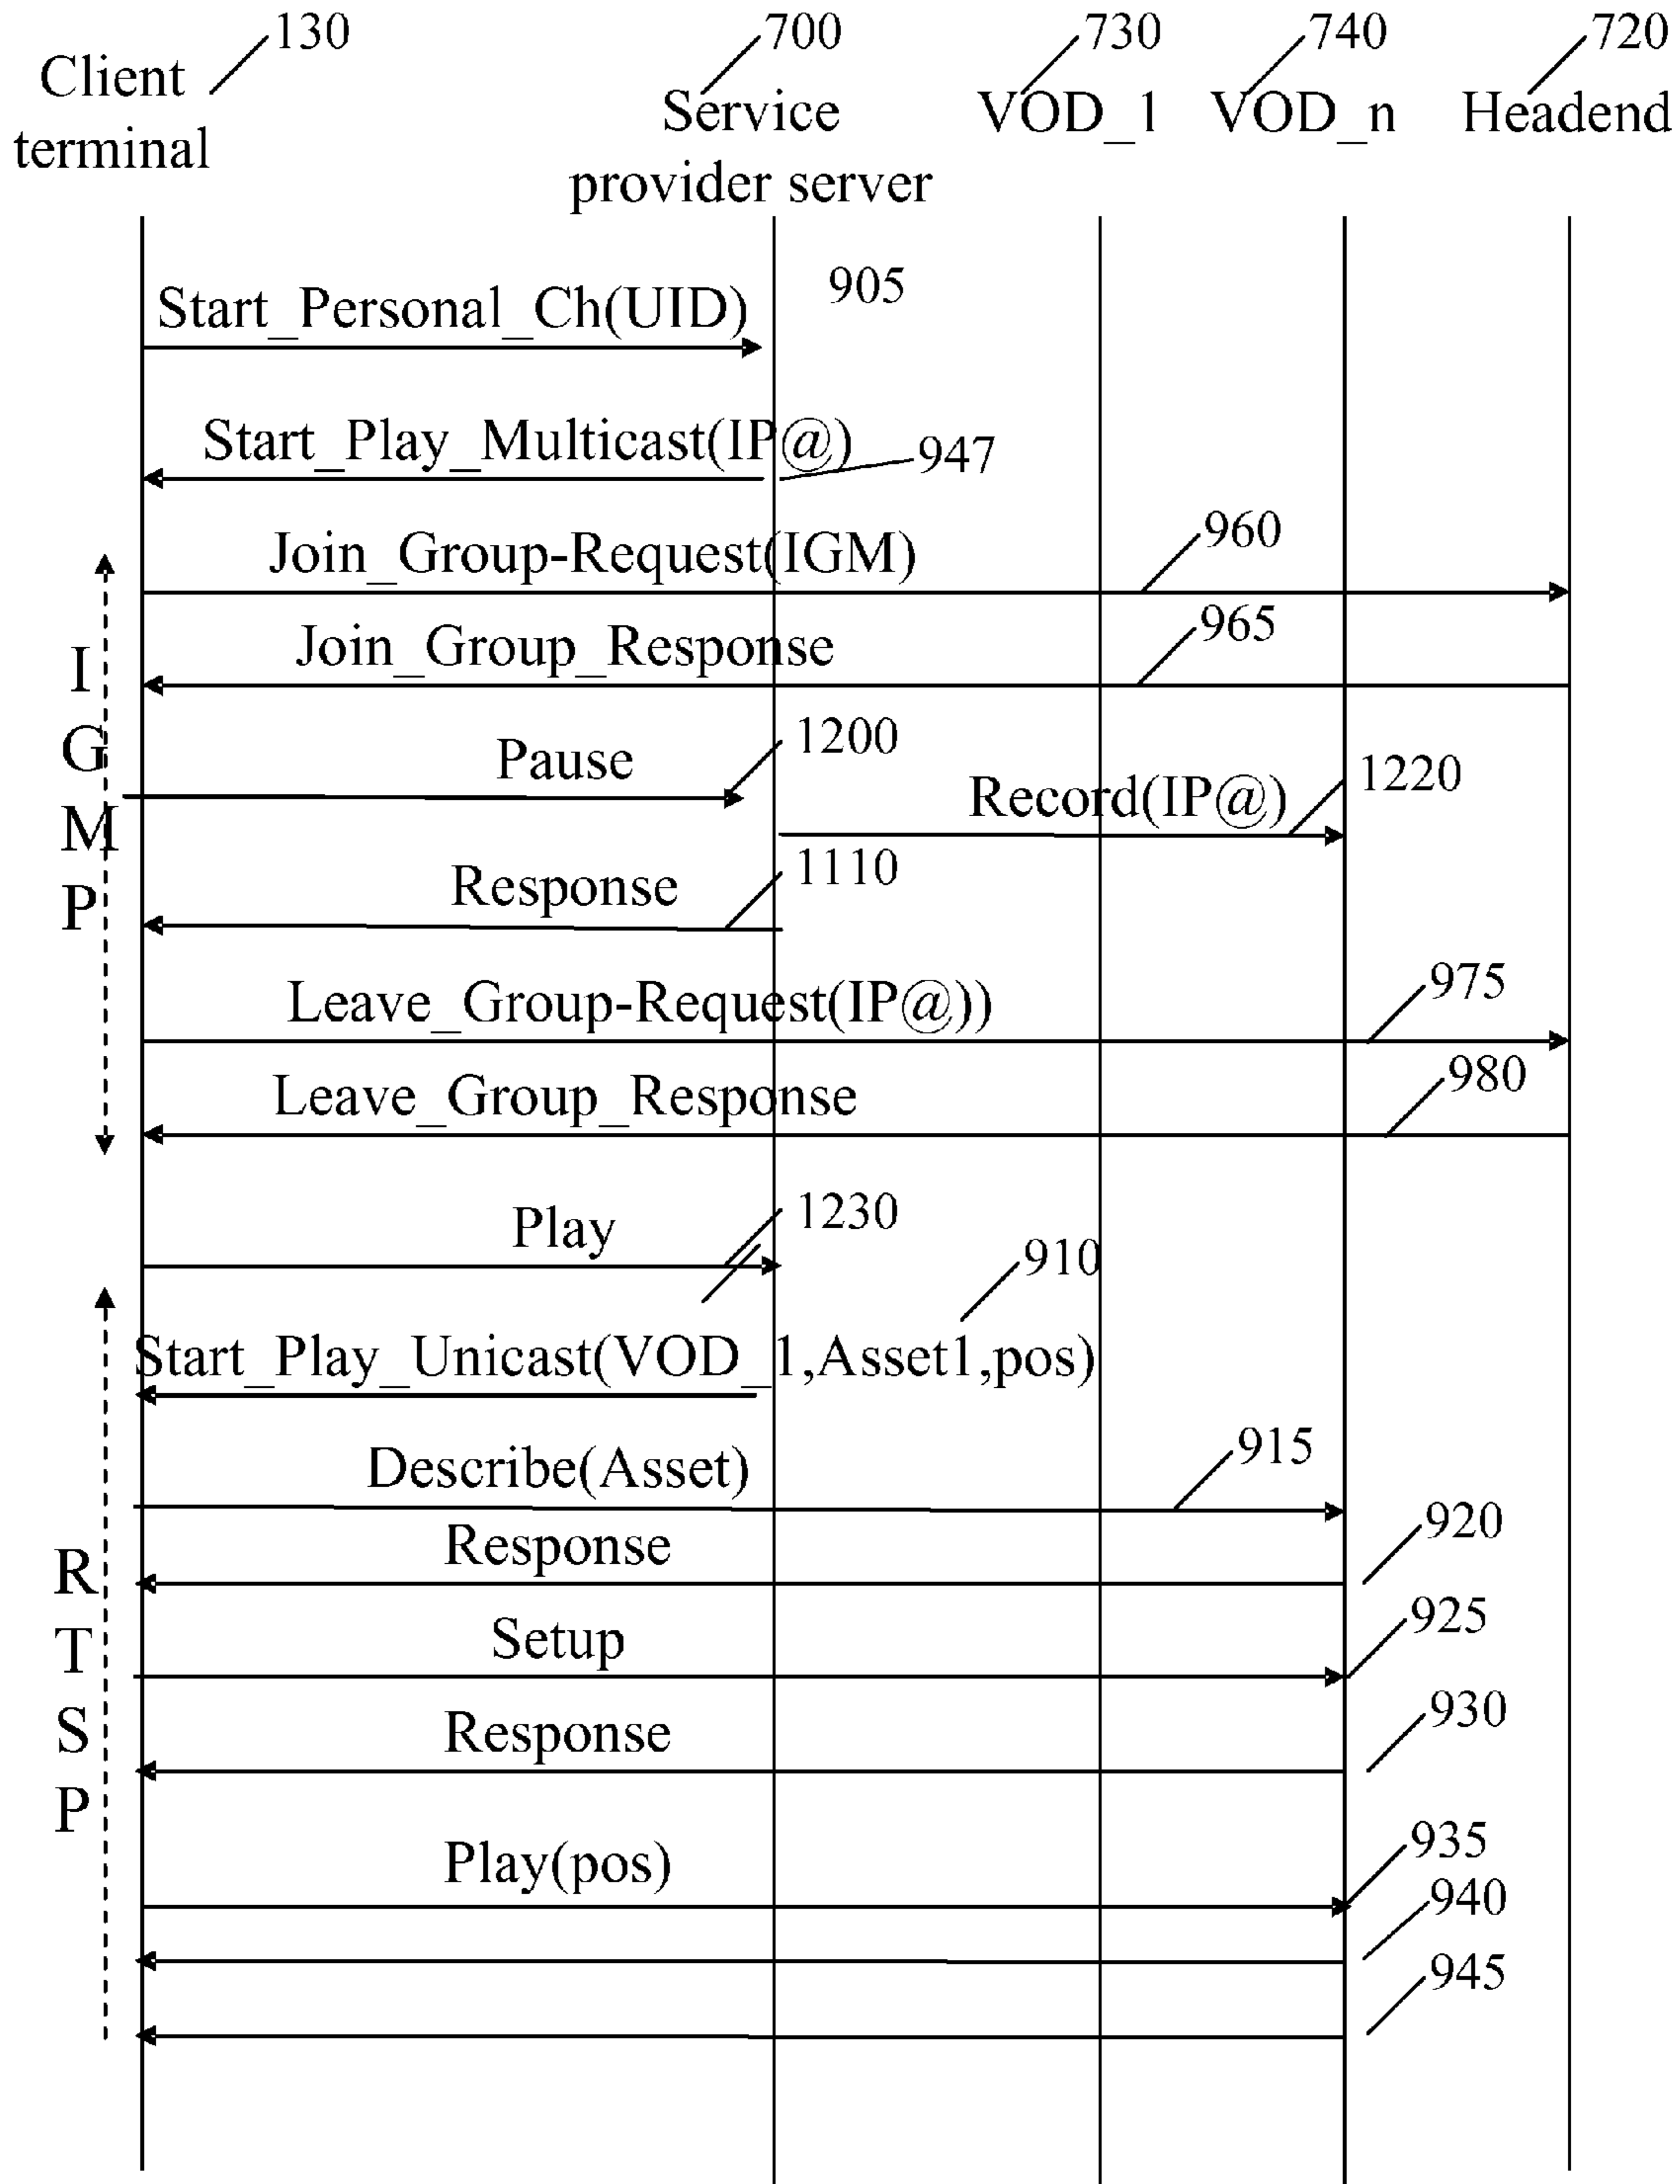 130
700
730
740
720
Client
terminal
Service
provider server
VOD_1
VOD_n
Headend
905
Start_Personal_Ch(UID)
Start_Play_Multicast(IP@)
947
Join_Group-Request(IGM)
960
Join_Group_Response
965
Pause
1200
Record(IP@)
1220
Response
1110
Leave_Group-Request(IP@))
975
Leave_Group_Response
980
I
G
M
P
Play
1230
910
Start_Play_Unicast(VOD_1,Asset1,pos)
Describe(Asset)
915
Response
920
Setup
925
Response
930
Play(pos)
935
940
945
R
T
S
P